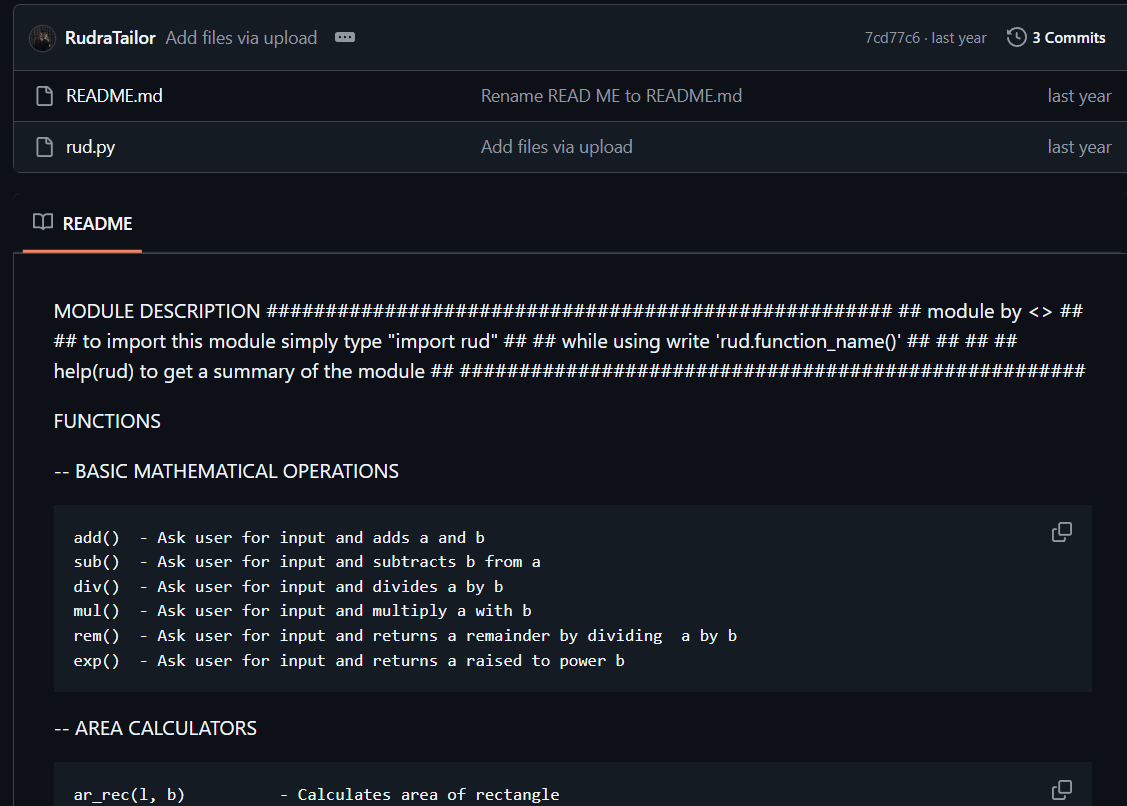 RudraTailor Add files via upload 7cd77c6 · last year 3 Commits
README.md Rename READ ME to README.md last year
rud.py Add files via upload last year
README
MODULE DESCRIPTION ##################################################### ## module by <> ##
## to import this module simply type "import rud" ## ## while using write 'rud.function_name()' ## ## ## ##
help(rud) to get a summary of the module ## #####################################################
FUNCTIONS
-- BASIC MATHEMATICAL OPERATIONS
add()  - Ask user for input and adds a and b
sub()  - Ask user for input and subtracts b from a
div()  - Ask user for input and divides a by b
mul()  - Ask user for input and multiply a with b
rem()  - Ask user for input and returns a remainder by dividing  a by b
exp()  - Ask user for input and returns a raised to power b
-- AREA CALCULATORS
ar_rec(l, b)          - Calculates area of rectangle